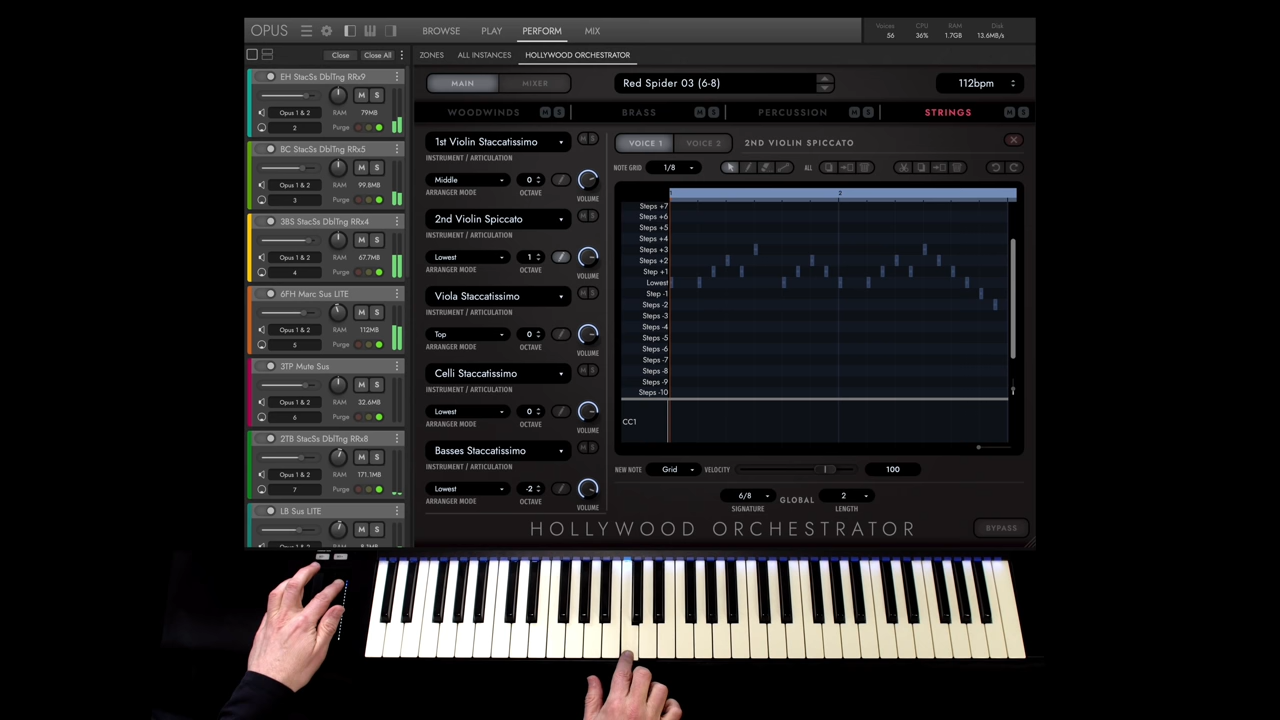 OPUS
BROWSE PLAY PERFORM MIX
Voices CPU RAM Disk
56 36% 1.7GB 13.6MB/s
Close Close All
ZONES ALL INSTANCES HOLLYWOOD ORCHESTRATOR
EH StacSs DblTng RRx9
M S
Opus 1 & 2 RAM 79MB
2 Purge
BC StacSs DblTng RRx5
M S
Opus 1 & 2 RAM 99.8MB
3 Purge
3BS StacSs DblTng RRx4
M S
Opus 1 & 2 RAM 67.7MB
4 Purge
6FH Marc Sus LITE
M S
Opus 1 & 2 RAM 112MB
5 Purge
3TP Mute Sus
M S
Opus 1 & 2 RAM 32.6MB
6 Purge
2TB StacSs DblTng RRx8
M S
Opus 1 & 2 RAM 171.1MB
7 Purge
LB Sus LITE
M S
Opus 1 & 2 RAM
MAIN MIXER
Red Spider 03 (6-8)
112bpm
WOODWINDS M S BRASS M S PERCUSSION M S STRINGS M S
1st Violin Staccatissimo M S
INSTRUMENT / ARTICULATION
Middle 0
ARRANGER MODE OCTAVE VOLUME
2nd Violin Spiccato M S
INSTRUMENT / ARTICULATION
Lowest 1
ARRANGER MODE OCTAVE VOLUME
Viola Staccatissimo M S
INSTRUMENT / ARTICULATION
Top 0
ARRANGER MODE OCTAVE VOLUME
Celli Staccatissimo M S
INSTRUMENT / ARTICULATION
Lowest 0
ARRANGER MODE OCTAVE VOLUME
Basses Staccatissimo M S
INSTRUMENT / ARTICULATION
Lowest -2
ARRANGER MODE OCTAVE VOLUME
VOICE 1 VOICE 2 2ND VIOLIN SPICCATO
NOTE GRID 1/8 ALL
2
Steps +7
Steps +6
Steps +5
Steps +4
Steps +3
Steps +2
Step +1
Lowest
Step -1
Steps -2
Steps -3
Steps -4
Steps -5
Steps -6
Steps -7
Steps -8
Steps -9
Steps -10
CC1
NEW NOTE Grid VELOCITY 100
6/8 GLOBAL 2
SIGNATURE LENGTH
HOLLYWOOD ORCHESTRATOR
BYPASS